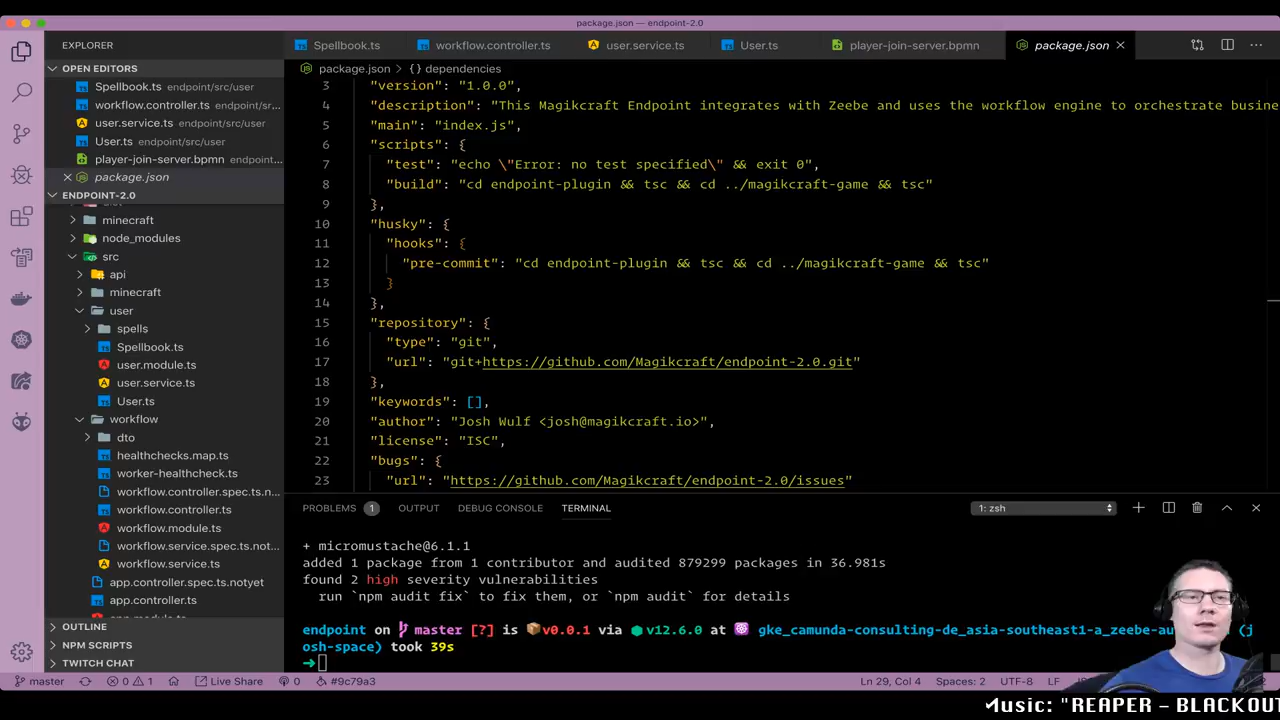 package.json — endpoint-2.0
EXPLORER
OPEN EDITORS
Spellbook.ts endpoint/src/user
workflow.controller.ts endpoint/sr...
user.service.ts endpoint/src/user
User.ts endpoint/src/user
player-join-server.bpmn endpoint...
package.json
ENDPOINT-2.0
minecraft
node_modules
src
api
minecraft
user
spells
Spellbook.ts
user.module.ts
user.service.ts
User.ts
workflow
dto
healthchecks.map.ts
worker-healthcheck.ts
workflow.controller.spec.ts.n...
workflow.controller.ts
workflow.module.ts
workflow.service.spec.ts.not...
workflow.service.ts
app.controller.spec.ts.notyet
app.controller.ts
OUTLINE
NPM SCRIPTS
TWITCH CHAT
Spellbook.ts workflow.controller.ts user.service.ts User.ts player-join-server.bpmn package.json
package.json > {} dependencies
3 "version": "1.0.0",
4 "description": "This Magikcraft Endpoint integrates with Zeebe and uses the workflow engine to orchestrate busine
5 "main": "index.js",
6 "scripts": {
7 "test": "echo \"Error: no test specified\" && exit 0",
8 "build": "cd endpoint-plugin && tsc && cd ../magikcraft-game && tsc"
9 },
10 "husky": {
11 "hooks": {
12 "pre-commit": "cd endpoint-plugin && tsc && cd ../magikcraft-game && tsc"
13 }
14 },
15 "repository": {
16 "type": "git",
17 "url": "git+https://github.com/Magikcraft/endpoint-2.0.git"
18 },
19 "keywords": [],
20 "author": "Josh Wulf <josh@magikcraft.io>",
21 "license": "ISC",
22 "bugs": {
23 "url": "https://github.com/Magikcraft/endpoint-2.0/issues"
PROBLEMS 1 OUTPUT DEBUG CONSOLE TERMINAL 1: zsh
+ micromustache@6.1.1
added 1 package from 1 contributor and audited 879299 packages in 36.981s
found 2 high severity vulnerabilities
run `npm audit fix` to fix them, or `npm audit` for details
endpoint on master [?] is v0.0.1 via v12.6.0 at gke_camunda-consulting-de_asia-southeast1-a_zeebe-au (j
osh-space) took 39s
master 0 1 Live Share 0 #9c79a3 Ln 29, Col 4 Spaces: 2 UTF-8 LF
Music: "REAPER - BLACKOU